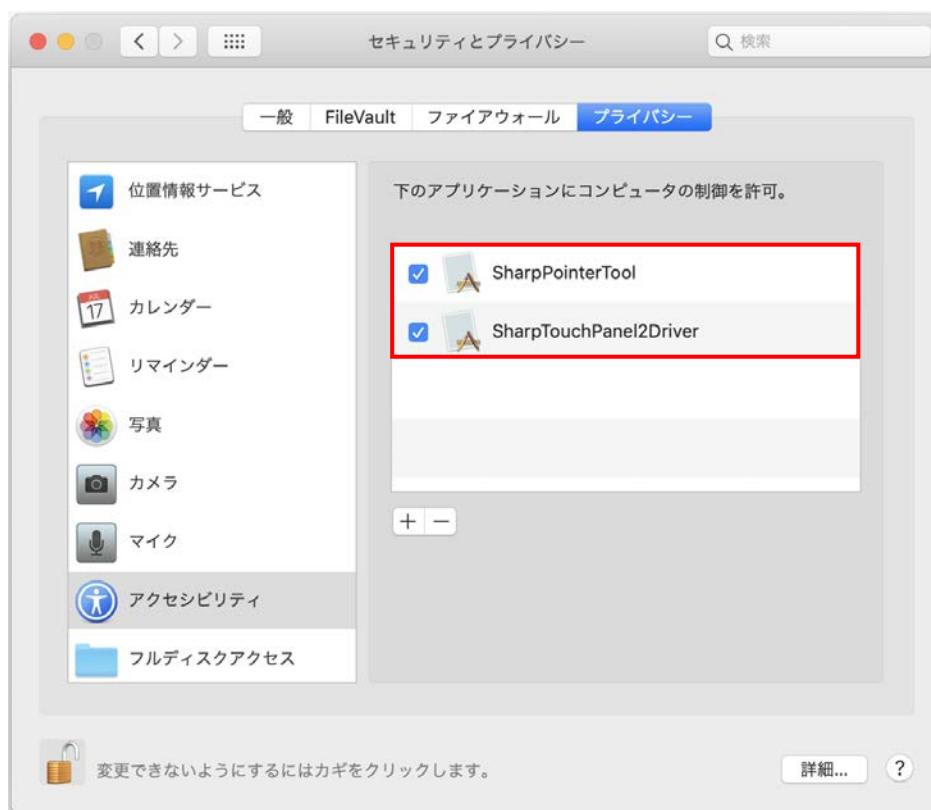 セキュリティとプライバシー
検索
一般 FileVault ファイアウォール プライバシー
位置情報サービス
連絡先
JUL
17
カレンダー
リマインダー
写真
カメラ
マイク
アクセシビリティ
フルディスクアクセス
下のアプリケーションにコンピュータの制御を許可。
SharpPointerTool
SharpTouchPanel2Driver
変更できないようにするにはカギをクリックします。
詳細...
?